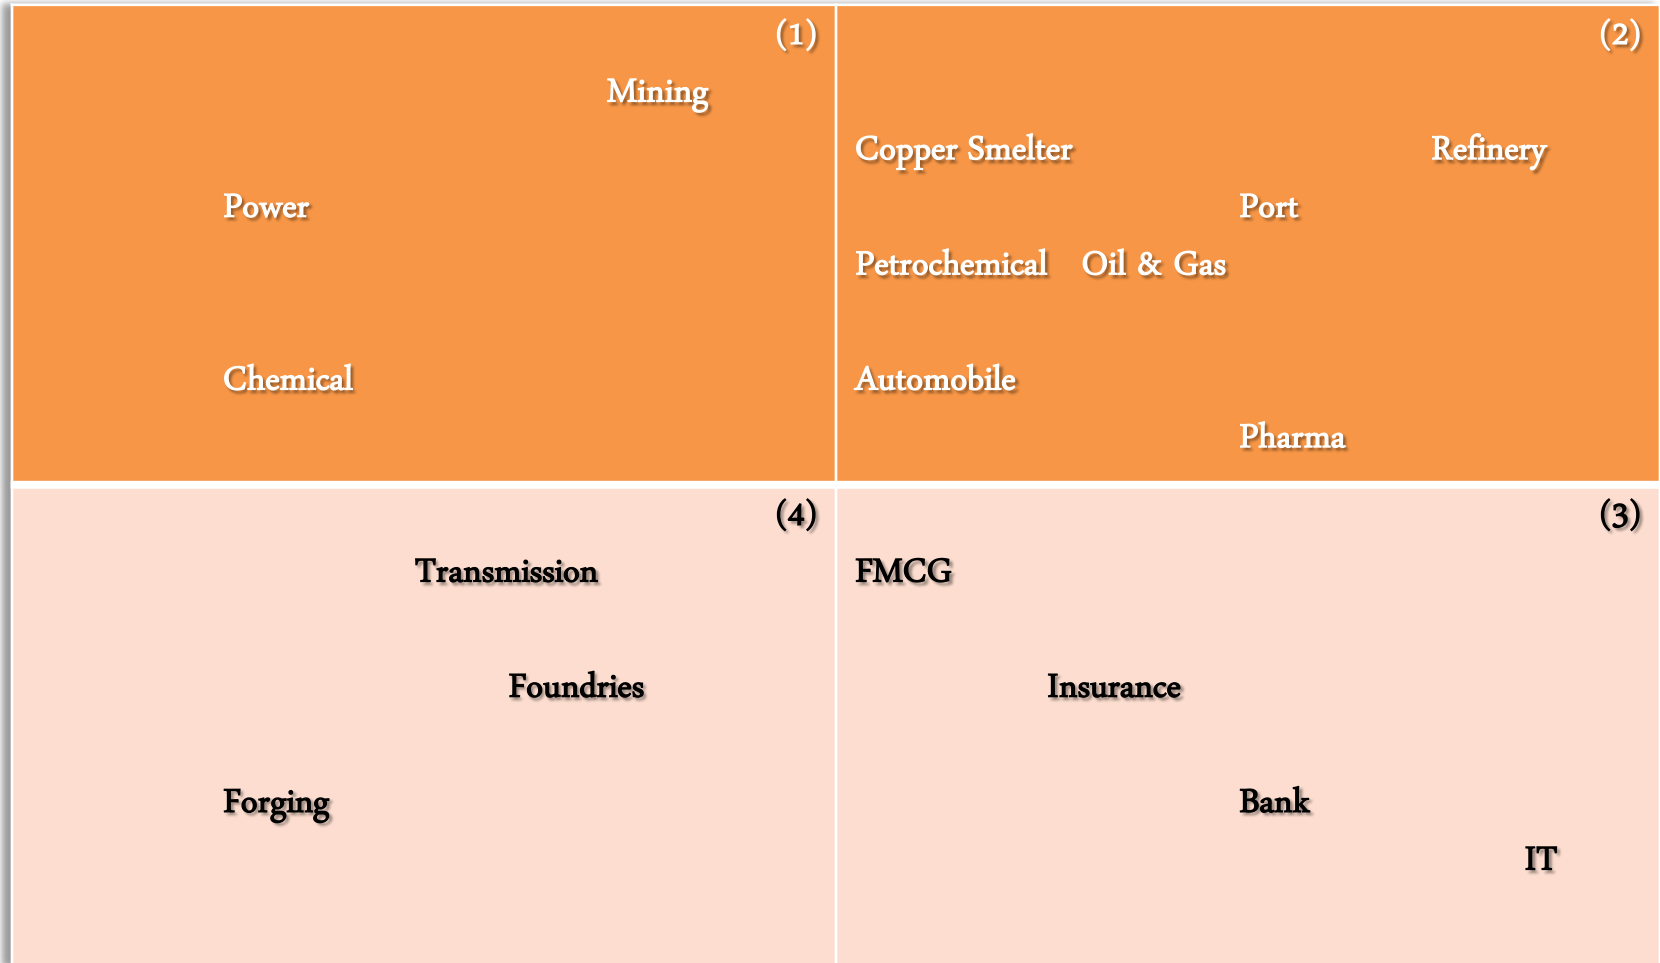 (1)
Mining
Power
Chemical
(2)
Copper Smelter Refinery
Port
Petrochemical Oil & Gas
Automobile
Pharma
(4)
Transmission
Foundries
Forging
(3)
FMCG
Insurance
Bank
IT